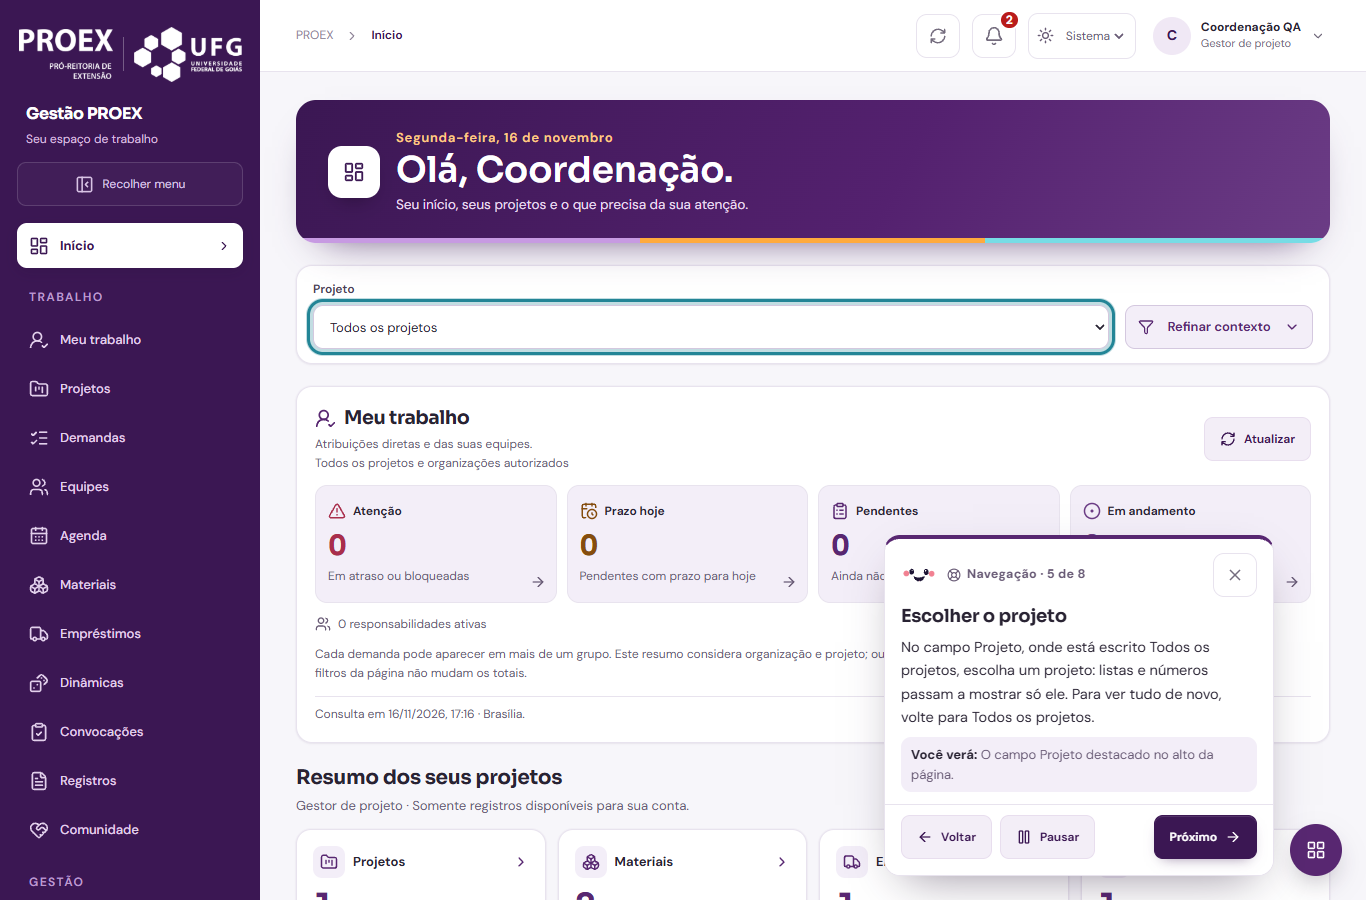 PROEX
PRÓ-REITORIA DE
EXTENSÃO
UFG
UNIVERSIDADE
FEDERAL DE GOIÁS
Gestão PROEX
Seu espaço de trabalho
Recolher menu
Início
TRABALHO
Meu trabalho
Projetos
Demandas
Equipes
Agenda
Materiais
Empréstimos
Dinâmicas
Convocações
Registros
Comunidade
GESTÃO
PROEX
Início
2
Sistema
C
Coordenação QA
Gestor de projeto
Segunda-feira, 16 de novembro
Olá, Coordenação.
Seu início, seus projetos e o que precisa da sua atenção.
Projeto
Todos os projetos
Refinar contexto
Meu trabalho
Atribuições diretas e das suas equipes.
Todos os projetos e organizações autorizados
Atualizar
Atenção
0
Em atraso ou bloqueadas
Prazo hoje
0
Pendentes com prazo para hoje
Pendentes
0
Ainda
Em andamento
0 responsabilidades ativas
Cada demanda pode aparecer em mais de um grupo. Este resumo considera organização e projeto;
filtros da página não mudam os totais.
Consulta em 16/11/2026, 17:16 · Brasília.
Resumo dos seus projetos
Gestor de projeto · Somente registros disponíveis para sua conta.
Projetos
Materiais
Navegação · 5 de 8
Escolher o projeto
No campo Projeto, onde está escrito Todos os
projetos, escolha um projeto: listas e números
passam a mostrar só ele. Para ver tudo de novo,
volte para Todos os projetos.
Você verá: O campo Projeto destacado no alto da
página.
Voltar
Pausar
Próximo